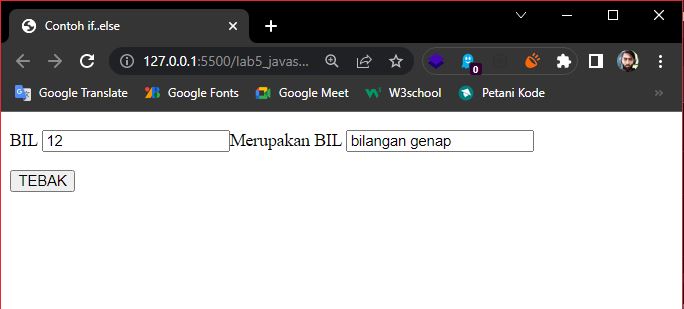 Contoh if..else
127.0.0.1:5500/lab5_javas...
0
Google Translate Google Fonts Google Meet W3school Petani Kode
BIL 12 Merupakan BIL bilangan genap
TEBAK